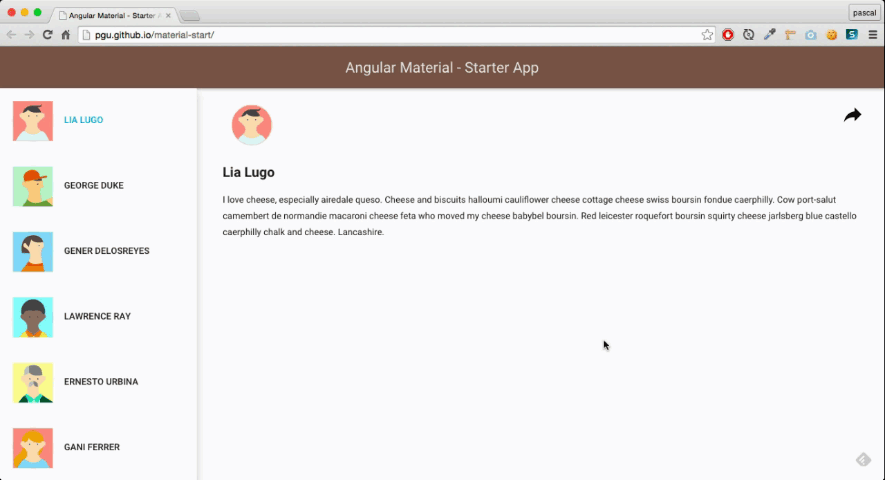 Angular Material - Starter A
pascal
pgu.github.io/material-start/
Angular Material - Starter App
LIA LUGO
GEORGE DUKE
GENER DELOSREYES
LAWRENCE RAY
ERNESTO URBINA
GANI FERRER
Lia Lugo
I love cheese, especially airedale queso. Cheese and biscuits halloumi cauliflower cheese cottage cheese swiss boursin fondue caerphilly. Cow port-salut
camembert de normandie macaroni cheese feta who moved my cheese babybel boursin. Red leicester roquefort boursin squirty cheese jarlsberg blue castello
caerphilly chalk and cheese. Lancashire.